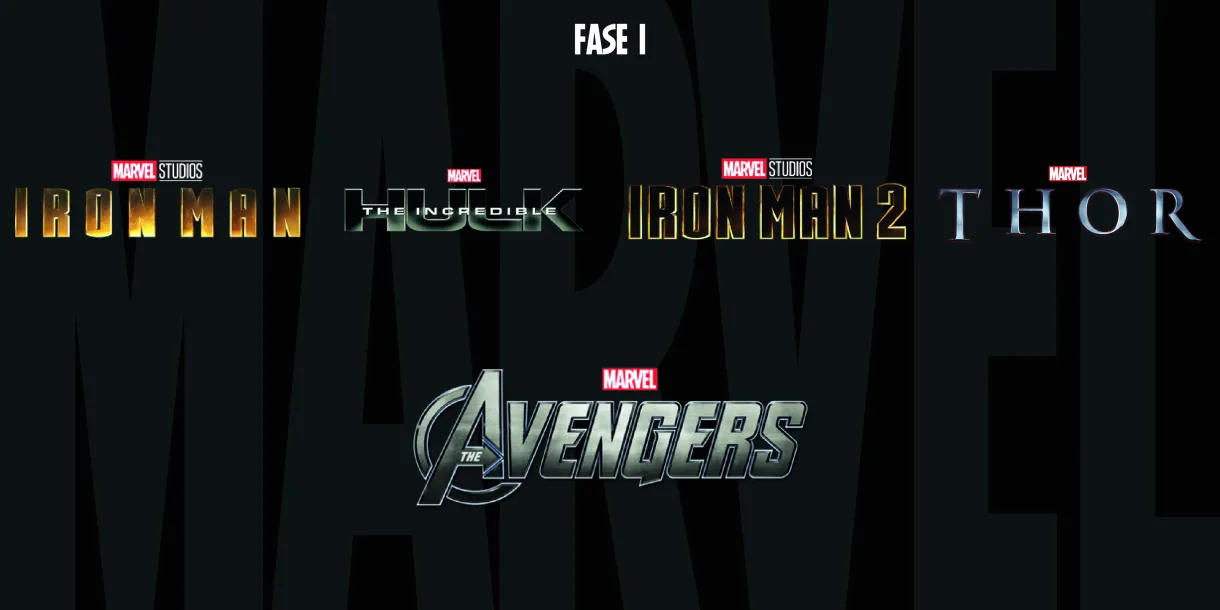 FASE I
MARVEL STUDIOS
IRON MAN
MARVEL
HULK
THE INCREDIBLE
MARVEL STUDIOS
IRON MAN 2
MARVEL
THOR
MARVEL
THE AVENGERS
MARVEL